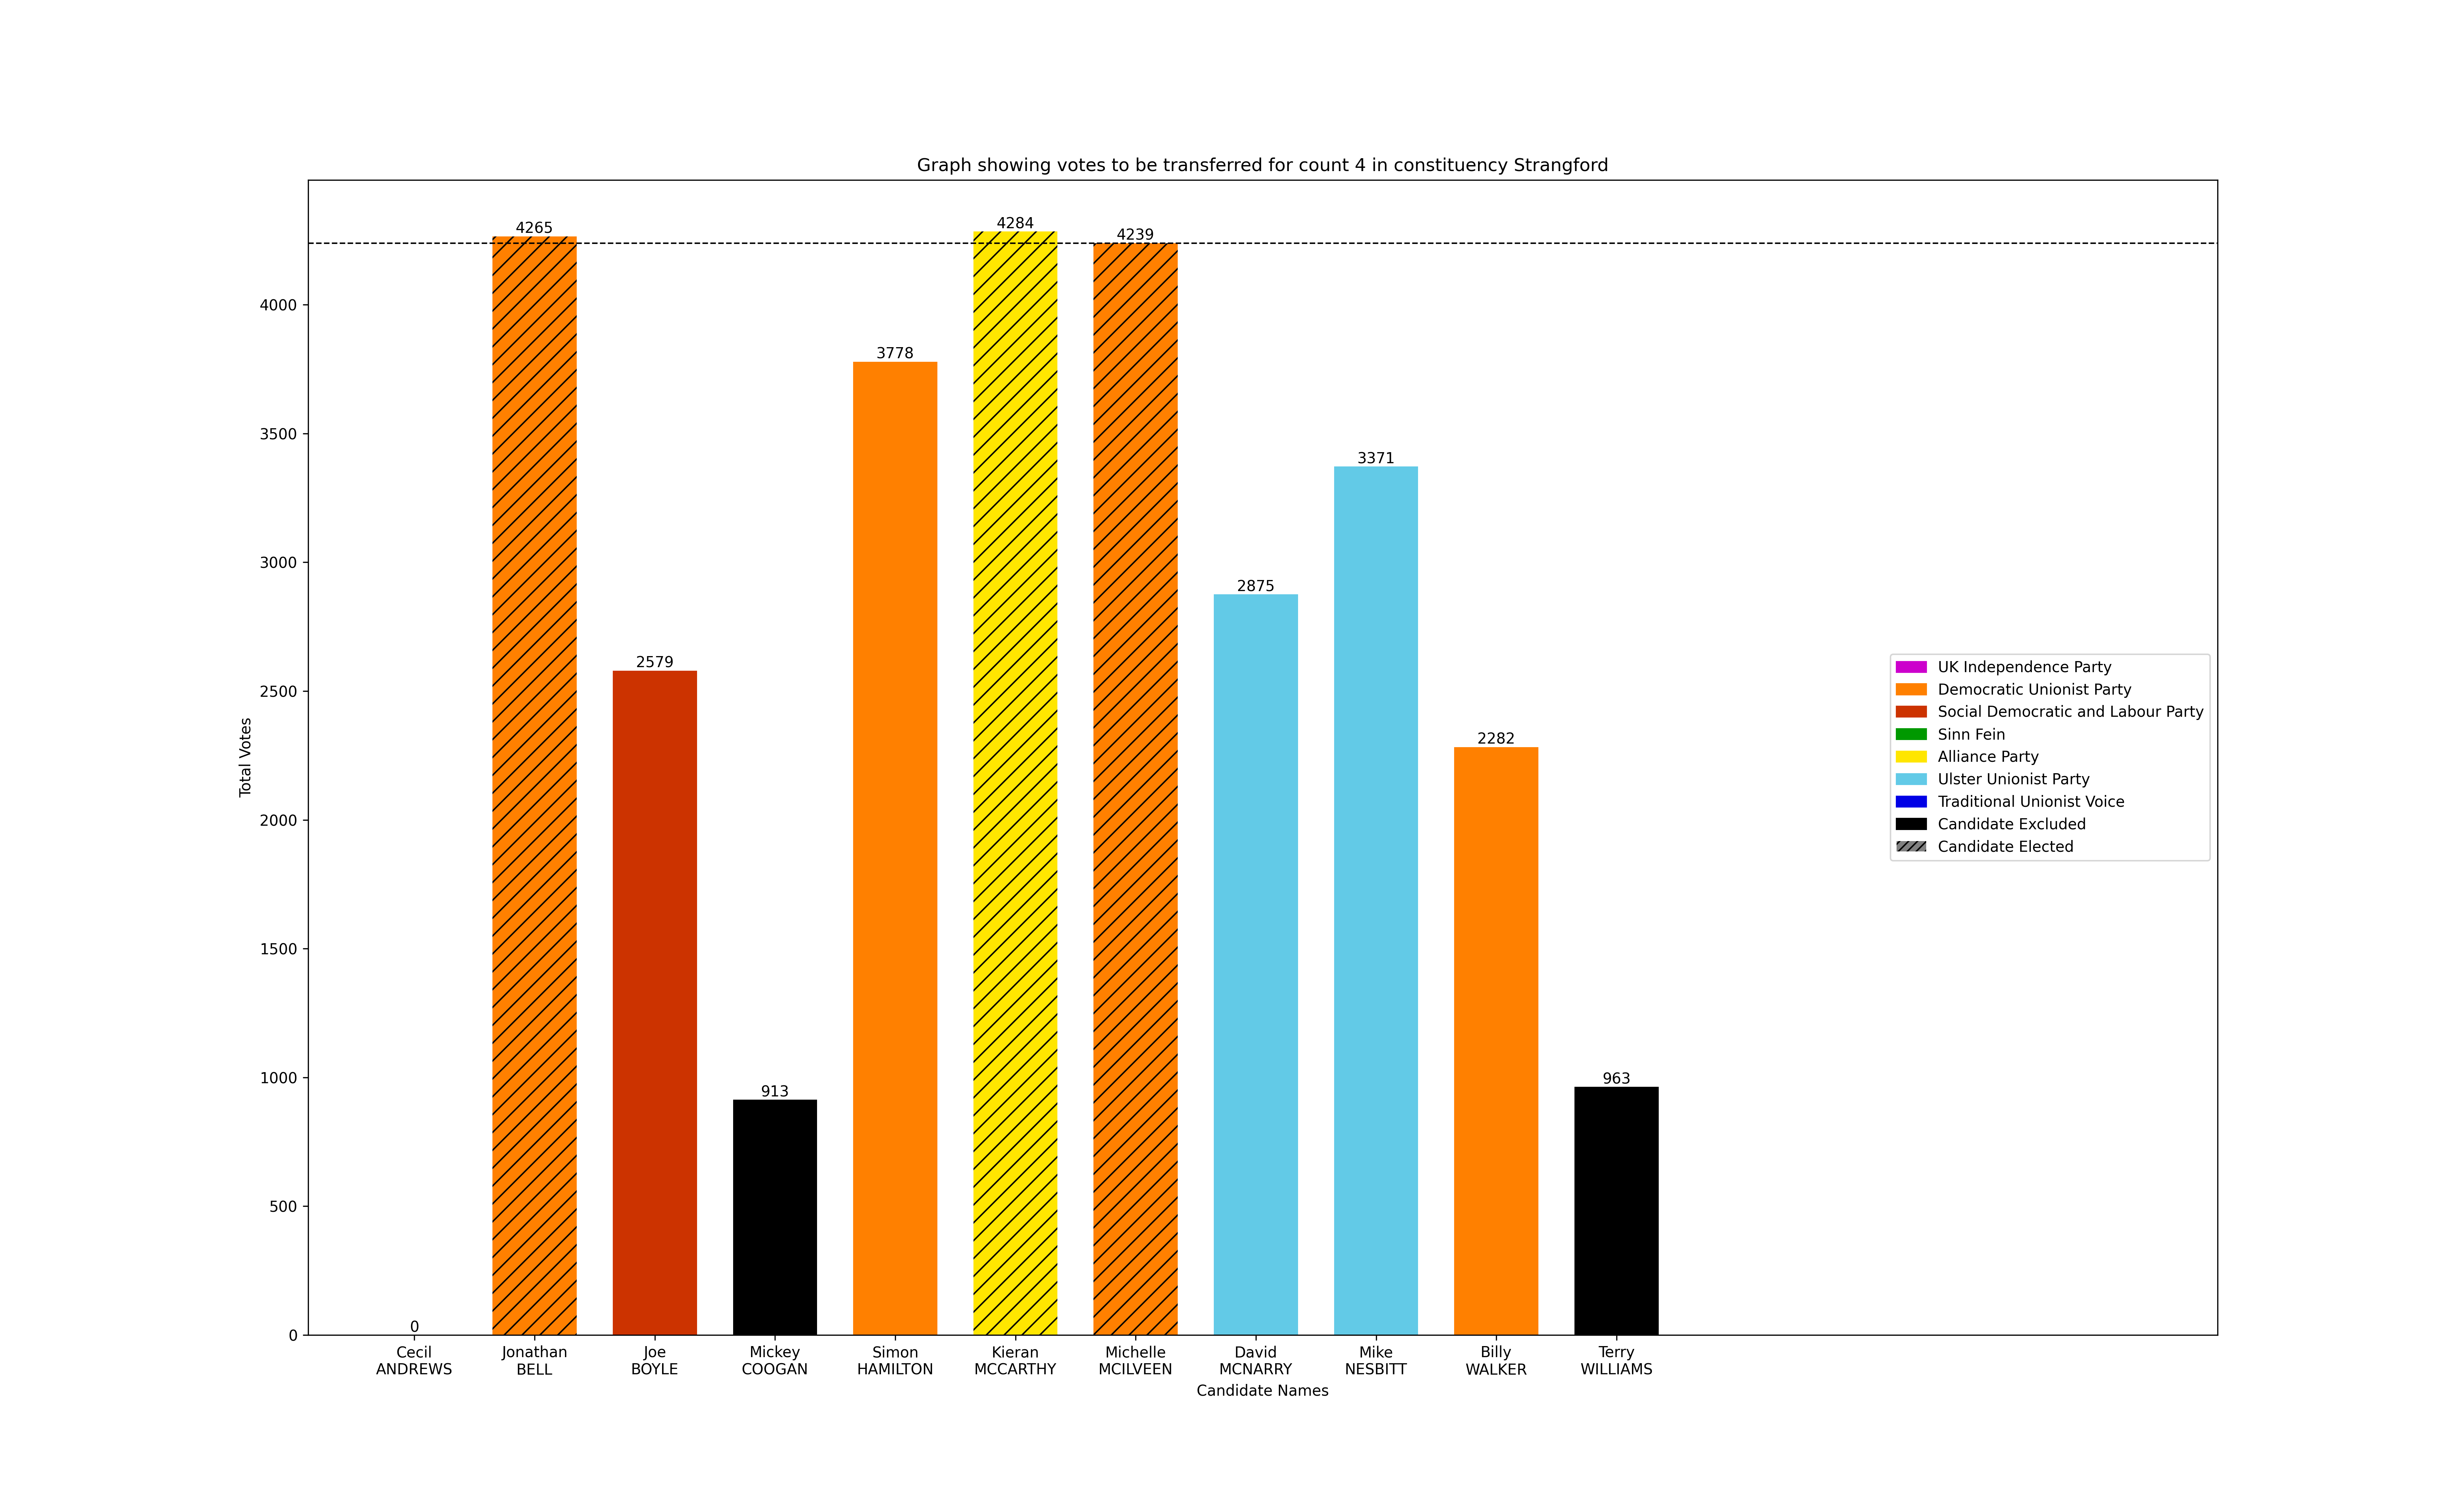 Graph showing votes to be transferred for count 4 in constituency Strangford
Total Votes
4000
3500
3000
2500
2000
1500
1000
500
0
0
4265
2579
913
3778
4284
4239
2875
3371
2282
963
Cecil
ANDREWS
Jonathan
BELL
Joe
BOYLE
Mickey
COOGAN
Simon
HAMILTON
Kieran
MCCARTHY
Michelle
MCILVEEN
David
MCNARRY
Mike
NESBITT
Billy
WALKER
Terry
WILLIAMS
Candidate Names
UK Independence Party
Democratic Unionist Party
Social Democratic and Labour Party
Sinn Fein
Alliance Party
Ulster Unionist Party
Traditional Unionist Voice
Candidate Excluded
Candidate Elected